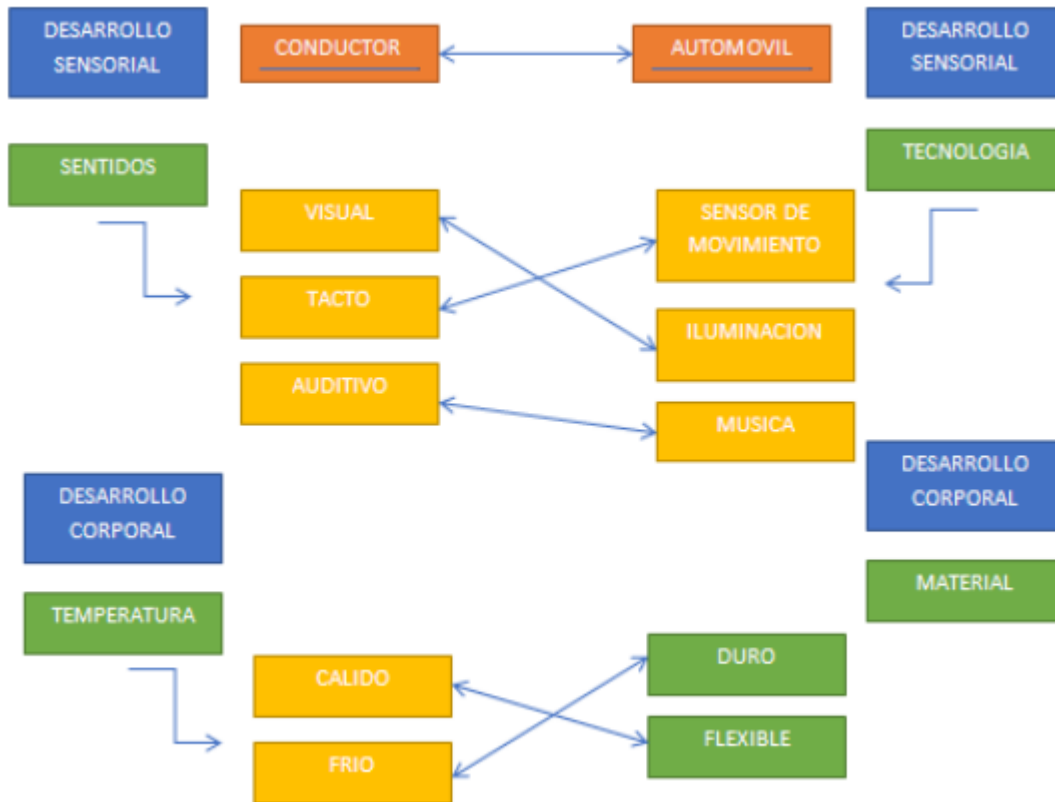 DESARROLLO
SENSORIAL
CONDUCTOR
AUTOMOVIL
DESARROLLO
SENSORIAL
SENTIDOS
TECNOLOGIA
VISUAL
SENSOR DE
MOVIMIENTO
TACTO
ILUMINACION
AUDITIVO
MUSICA
DESARROLLO
CORPORAL
DESARROLLO
CORPORAL
TEMPERATURA
MATERIAL
CALIDO
DURO
FRIO
FLEXIBLE